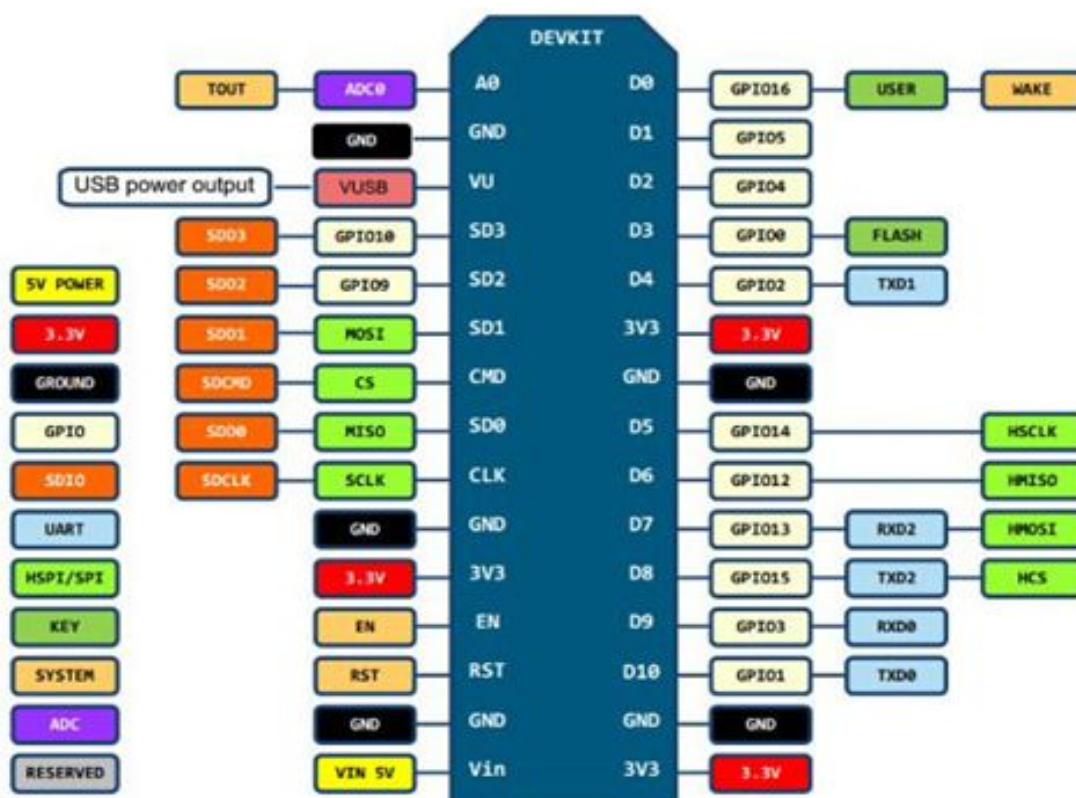 DEVKIT
TOUT ADC0 A0 D0 GPIO16 USER WAKE
GND GND D1 GPIO5
USB power output VUSB VU D2 GPIO4
SDD3 GPIO10 SD3 D3 GPIO0 FLASH
5V POWER SDD2 GPIO9 SD2 D4 GPIO2 TXD1
3.3V SDD1 MOSI SD1 3V3 3.3V
GROUND SDCMD CS CMD GND GND
GPIO SDD0 MISO SD0 D5 GPIO14 HSCLK
SDIO SDCLK SCLK CLK D6 GPIO12 HMISO
UART GND GND D7 GPIO13 RXD2 HMOSI
HSPI/SPI 3.3V 3V3 D8 GPIO15 TXD2 HCS
KEY EN EN D9 GPIO3 RXD0
SYSTEM RST RST D10 GPIO1 TXD0
ADC GND GND GND GND
RESERVED VIN 5V Vin 3V3 3.3V